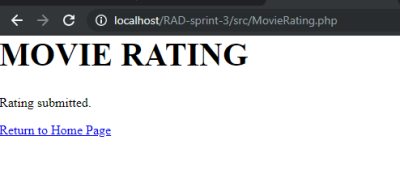 localhost/RAD-sprint-3/src/MovieRating.php
MOVIE RATING
Rating submitted.
Return to Home Page